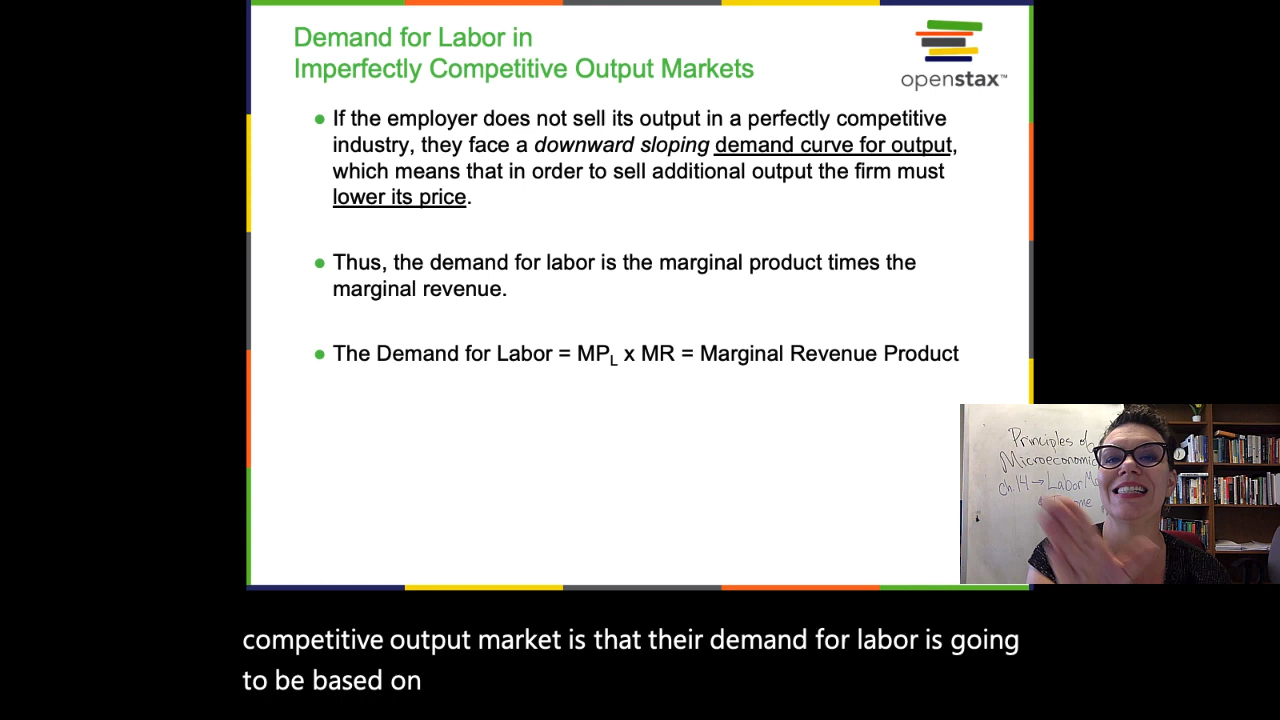 Demand for Labor in
Imperfectly Competitive Output Markets
openstax™
● If the employer does not sell its output in a perfectly competitive
industry, they face a downward sloping demand curve for output,
which means that in order to sell additional output the firm must
lower its price.
● Thus, the demand for labor is the marginal product times the
marginal revenue.
● The Demand for Labor = MPL x MR = Marginal Revenue Product
Principles of
Microeconomic
Ch.14 → Labor
competitive output market is that their demand for labor is going
to be based on